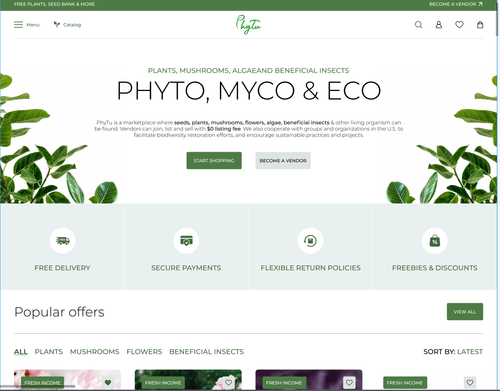 FREE PLANTS, SEED BANK & MORE
BECOME A VENDOR
Menu
Catalog
PhyTu
PLANTS, MUSHROOMS, ALGAEAND BENEFICIAL INSECTS
PHYTO, MYCO & ECO
PhyTu is a marketplace where seeds, plants, mushrooms, flowers, algae, beneficial insects & other living organism can
be found. Vendors can join, list and sell with $0 listing fee. We also cooperate with groups and organizations in the U.S. to
facilitate biodiversity restoration efforts, and encourage sustainable practices and projects.
START SHOPPING
BECOME A VENDOR
FREE DELIVERY
SECURE PAYMENTS
FLEXIBLE RETURN POLICIES
FREEBIES & DISCOUNTS
Popular offers
VIEW ALL
ALL PLANTS MUSHROOMS FLOWERS BENEFICIAL INSECTS
SORT BY: LATEST
FRESH INCOME
FRESH INCOME
FRESH INCOME
FRESH INCOME